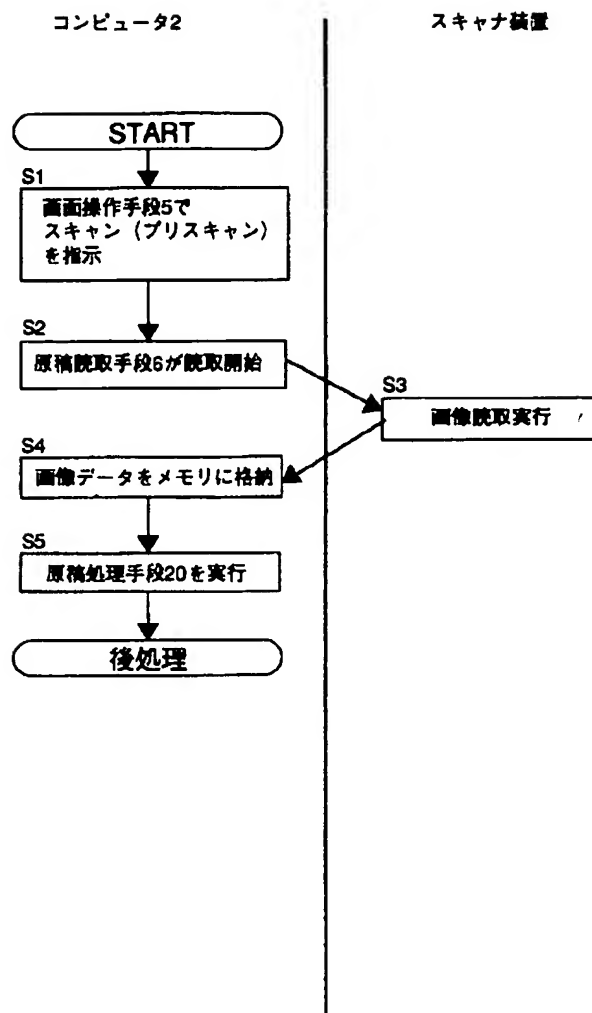 コンピュータ2
スキャナ装置
START
S1
画面操作手段5で
スキャン（プリスキャン）
を指示
S2
原稿読取手段6が読取開始
S3
画像読取実行
S4
画像データをメモリに格納
S5
原稿処理手段20を実行
後処理